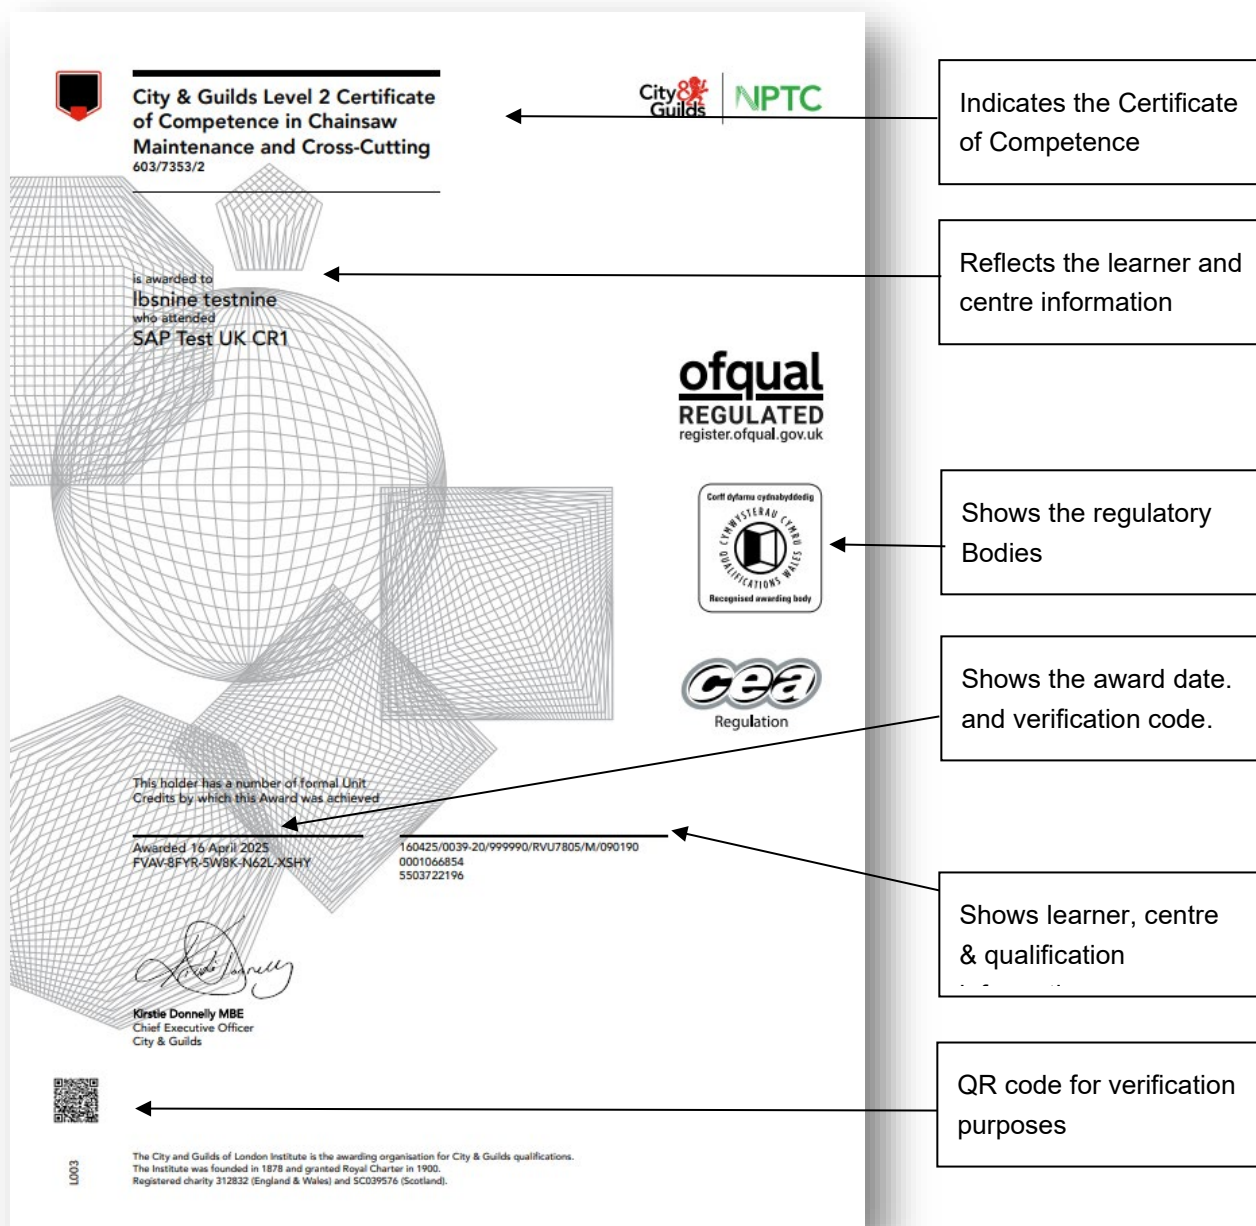 City & Guilds Level 2 Certificate
of Competence in Chainsaw
Maintenance and Cross-Cutting
603/7353/2
City &
Guilds
NPTC
Indicates the Certificate
of Competence
is awarded to
lbsnine testnine
who attended
SAP Test UK CR1
Reflects the learner and
centre information
ofqual
REGULATED
register.ofqual.gov.uk
Corff dyfarnu cydnabyddedig
CYMWYSTERAU CYMRU
QUALIFICATIONS WALES
Recognised awarding body
Shows the regulatory
Bodies
cea
Regulation
Shows the award date.
and verification code.
This holder has a number of formal Unit
Credits by which this Award was achieved
Awarded 16 April 2025
FVAV-8FYR-5W8K-N62L-XSHY
160425/0039-20/999990/RVU7805/M/090190
0001066854
5503722196
Shows learner, centre
& qualification
Kirstie Donnelly MBE
Chief Executive Officer
City & Guilds
QR code for verification
purposes
L003
The City and Guilds of London Institute is the awarding organisation for City & Guilds qualifications.
The Institute was founded in 1878 and granted Royal Charter in 1900.
Registered charity 312832 (England & Wales) and SC039576 (Scotland).